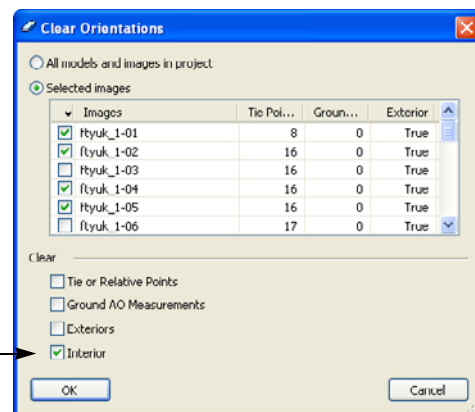 Clear Orientations
All models and images in project
Selected images
Images Tie Poi... Groun... Exterior
ftyuk_1-01 8 0 True
ftyuk_1-02 16 0 True
ftyuk_1-03 16 0 True
ftyuk_1-04 16 0 True
ftyuk_1-05 16 0 True
ftyuk_1-06 17 0 True
Clear
Tie or Relative Points
Ground AO Measurements
Exteriors
Interior
OK Cancel